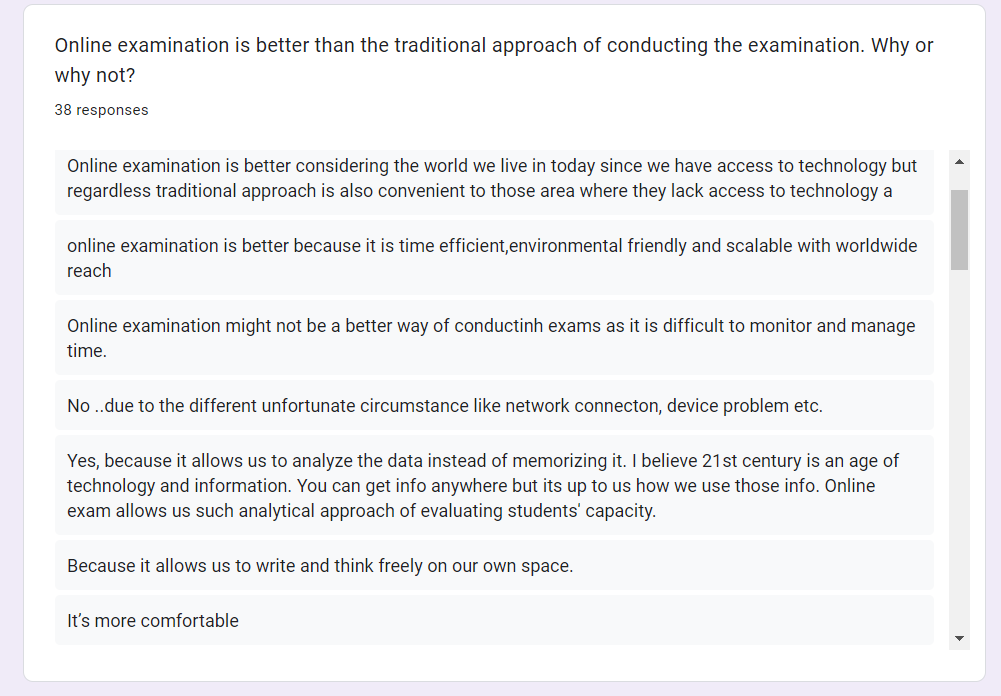 Online examination is better than the traditional approach of conducting the examination. Why or
why not?
38 responses
Online examination is better considering the world we live in today since we have access to technology but
regardless traditional approach is also convenient to those area where they lack access to technology a
online examination is better because it is time efficient,environmental friendly and scalable with worldwide
reach
Online examination might not be a better way of conductinh exams as it is difficult to monitor and manage
time.
No ..due to the different unfortunate circumstance like network connecton, device problem etc.
Yes, because it allows us to analyze the data instead of memorizing it. I believe 21st century is an age of
technology and information. You can get info anywhere but its up to us how we use those info. Online
exam allows us such analytical approach of evaluating students' capacity.
Because it allows us to write and think freely on our own space.
It’s more comfortable